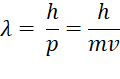 λ = h/p = h/mv